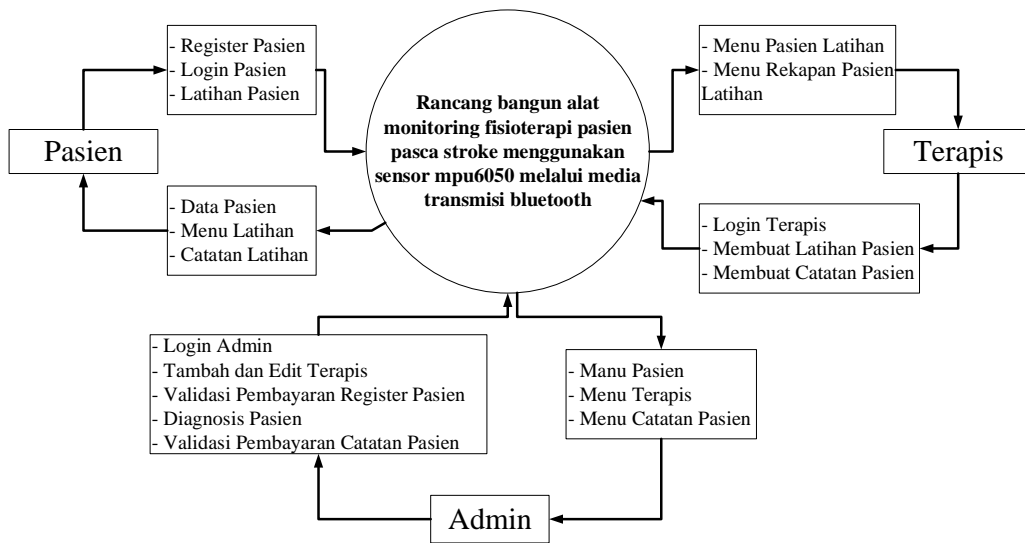 - Register Pasien
- Login Pasien
- Latihan Pasien
Pasien
- Data Pasien
- Menu Latihan
- Catatan Latihan
Rancang bangun alat
monitoring fisioterapi pasien
pasca stroke menggunakan
sensor mpu6050 melalui media
transmisi bluetooth
- Menu Pasien Latihan
- Menu Rekapan Pasien
Latihan
Terapis
- Login Terapis
- Membuat Latihan Pasien
- Membuat Catatan Pasien
- Login Admin
- Tambah dan Edit Terapis
- Validasi Pembayaran Register Pasien
- Diagnosis Pasien
- Validasi Pembayaran Catatan Pasien
- Manu Pasien
- Menu Terapis
- Menu Catatan Pasien
Admin